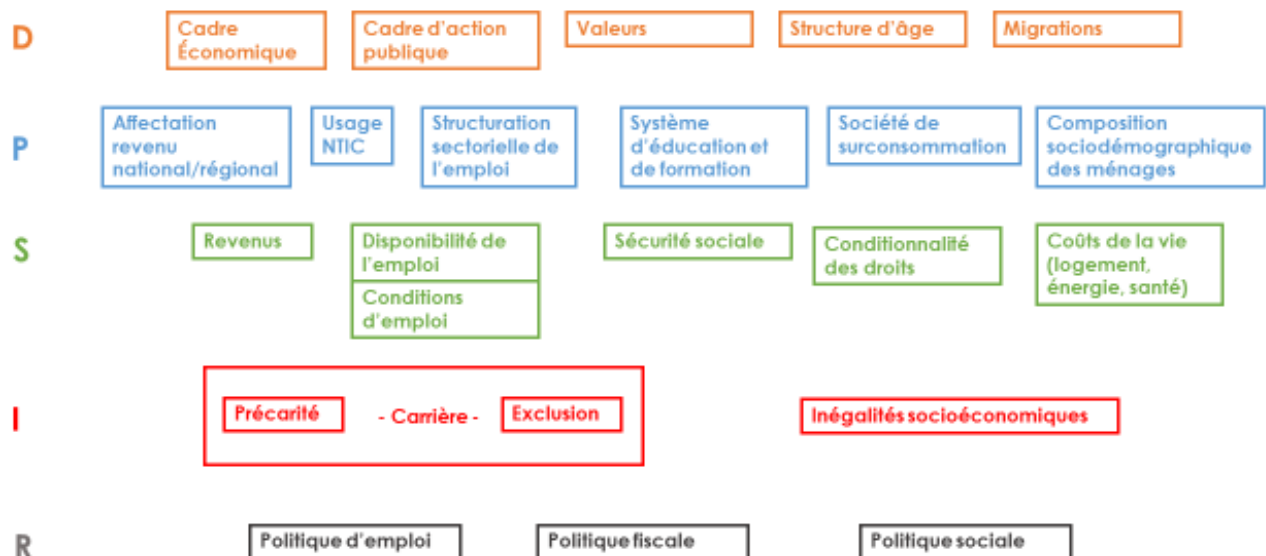 D
Cadre
Économique
Cadre d'action
publique
Valeurs
Structure d'âge
Migrations
P
Affectation
revenu
national/régional
Usage
NTIC
Structuration
sectorielle de
l'emploi
Système
d'éducation et
de formation
Société de
surconsommation
Composition
sociodémographique
des ménages
S
Revenus
Disponibilité de
l'emploi
Conditions
d'emploi
Sécurité sociale
Conditionnalité
des droits
Coûts de la vie
(logement,
énergie, santé)
I
Précarité
- Carrière -
Exclusion
Inégalités socioéconomiques
R
Politique d'emploi
Politique fiscale
Politique sociale